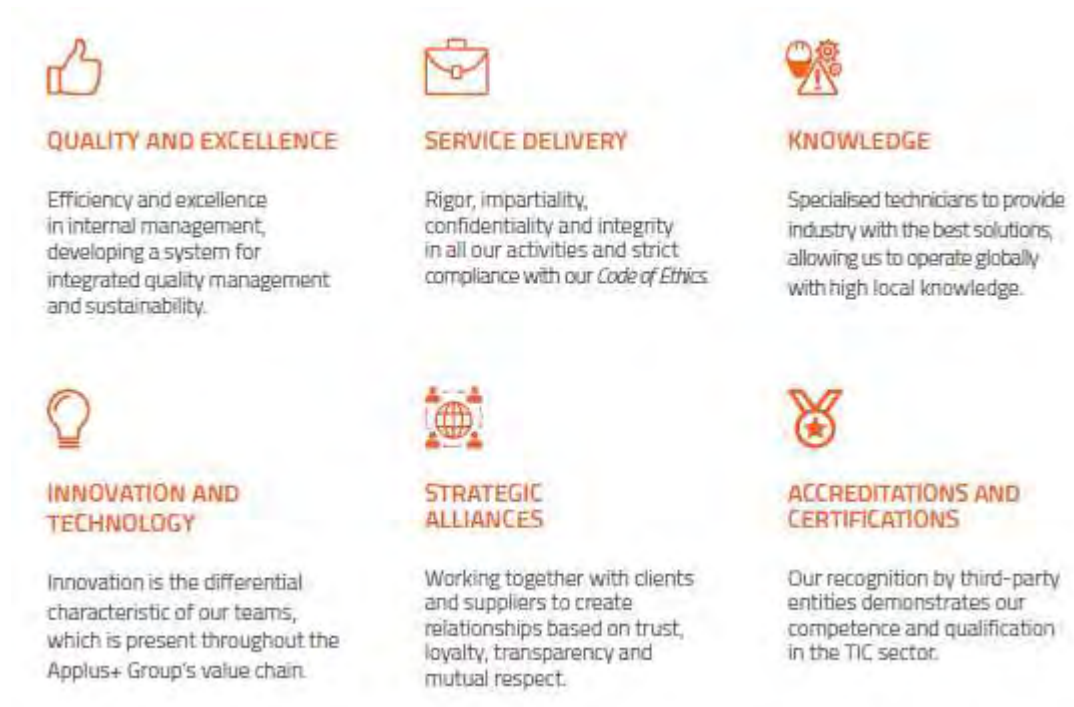 QUALITY AND EXCELLENCE
Efficiency and excellence
in internal management,
developing a system for
integrated quality management
and sustainability.
SERVICE DELIVERY
Rigor, impartiality,
confidentiality and integrity
in all our activities and strict
compliance with our Code of Ethics.
KNOWLEDGE
Specialised technicians to provide
industry with the best solutions,
allowing us to operate globally
with high local knowledge.
INNOVATION AND
TECHNOLOGY
Innovation is the differential
characteristic of our teams,
which is present throughout the
Applus+ Group's value chain.
STRATEGIC
ALLIANCES
Working together with clients
and suppliers to create
relationships based on trust,
loyalty, transparency and
mutual respect.
ACCREDITATIONS AND
CERTIFICATIONS
Our recognition by third-party
entities demonstrates our
competence and qualification
in the TIC sector.